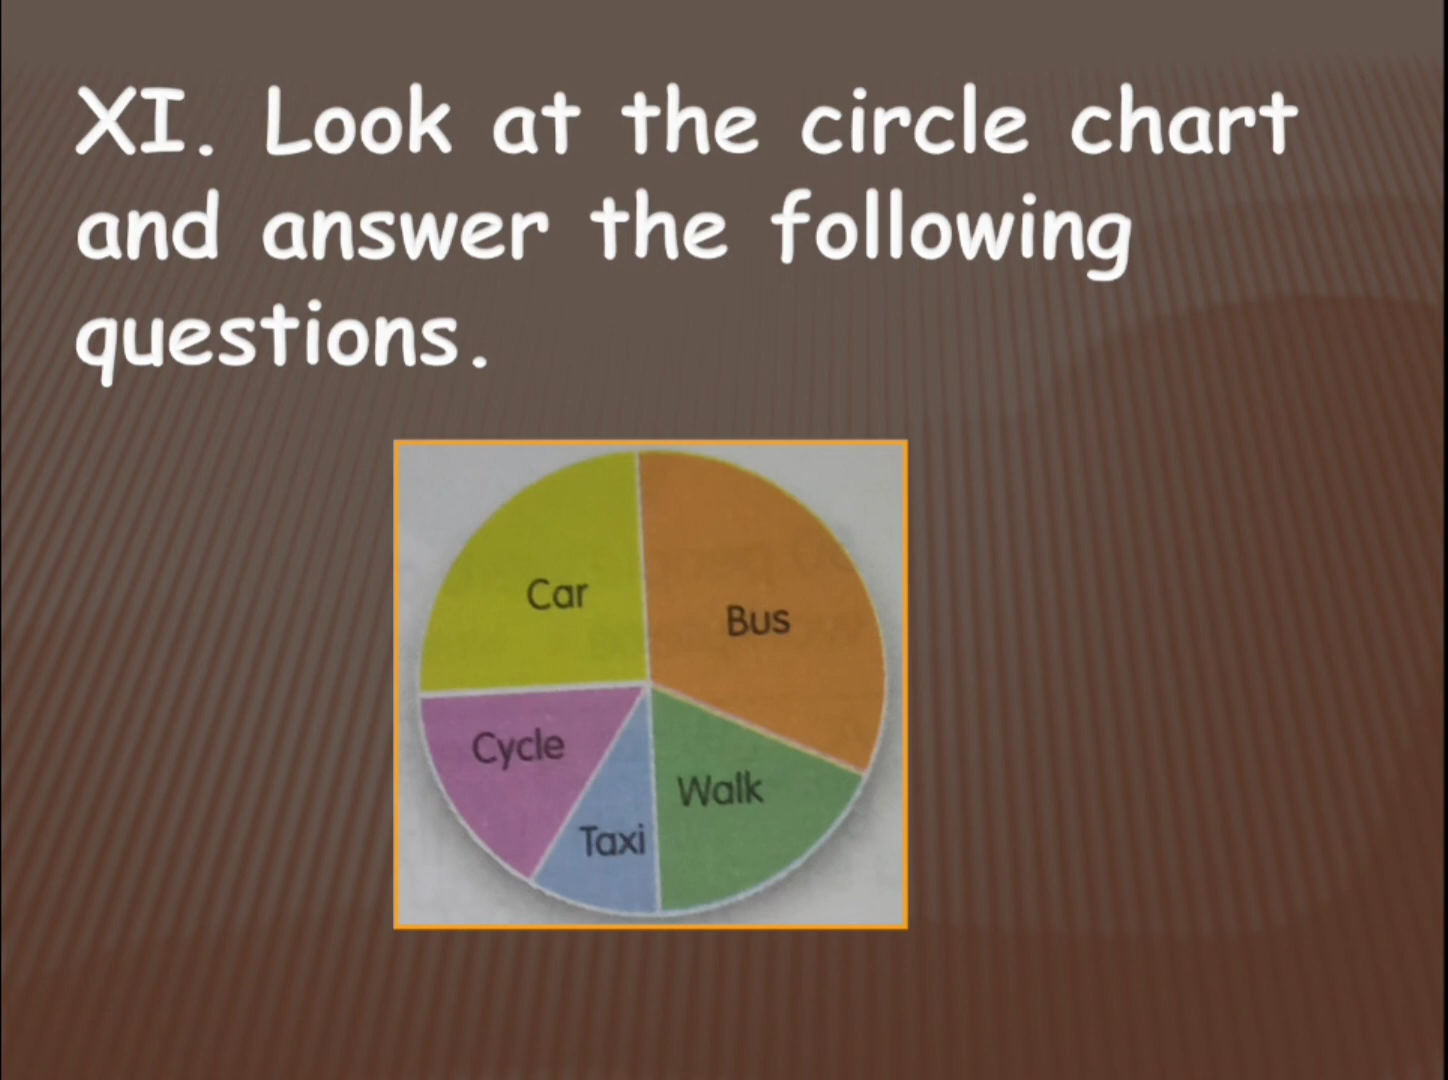 XI. Look at the circle chart
and answer the following
questions.
Car
Bus
Cycle
Walk
Taxi